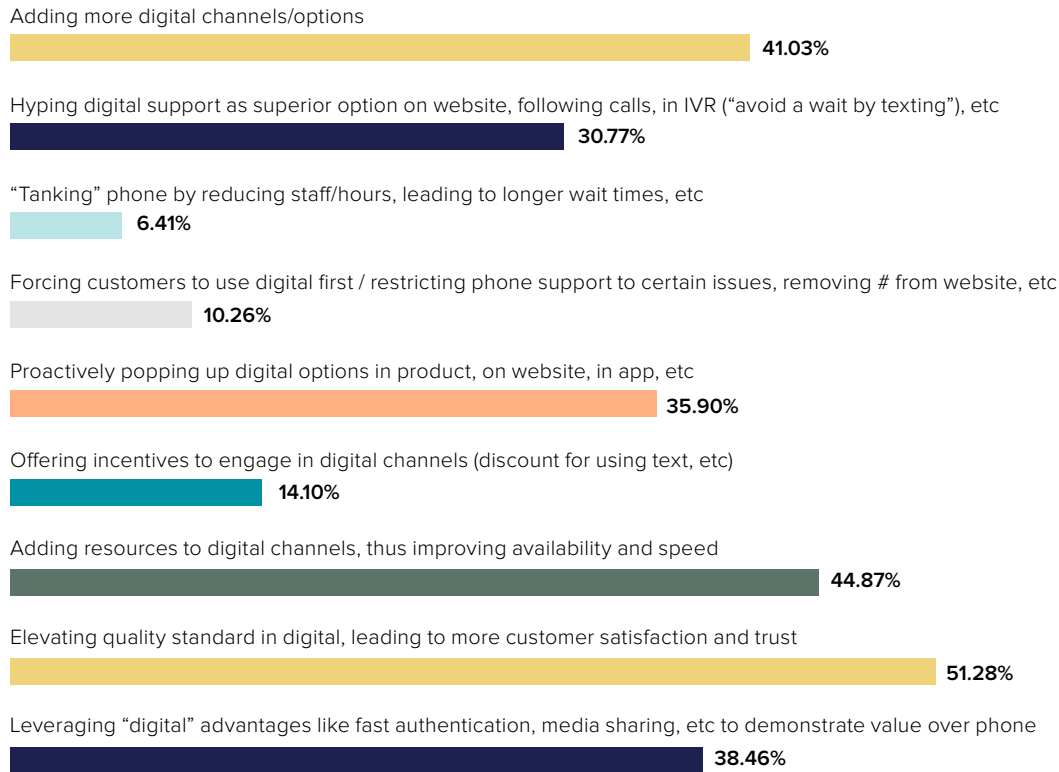 Adding more digital channels/options
41.03%
Hyping digital support as superior option on website, following calls, in IVR (“avoid a wait by texting”), etc
30.77%
“Tanking” phone by reducing staff/hours, leading to longer wait times, etc
6.41%
Forcing customers to use digital first / restricting phone support to certain issues, removing # from website, etc
10.26%
Proactively popping up digital options in product, on website, in app, etc
35.90%
Offering incentives to engage in digital channels (discount for using text, etc)
14.10%
Adding resources to digital channels, thus improving availability and speed
44.87%
Elevating quality standard in digital, leading to more customer satisfaction and trust
51.28%
Leveraging “digital” advantages like fast authentication, media sharing, etc to demonstrate value over phone
38.46%